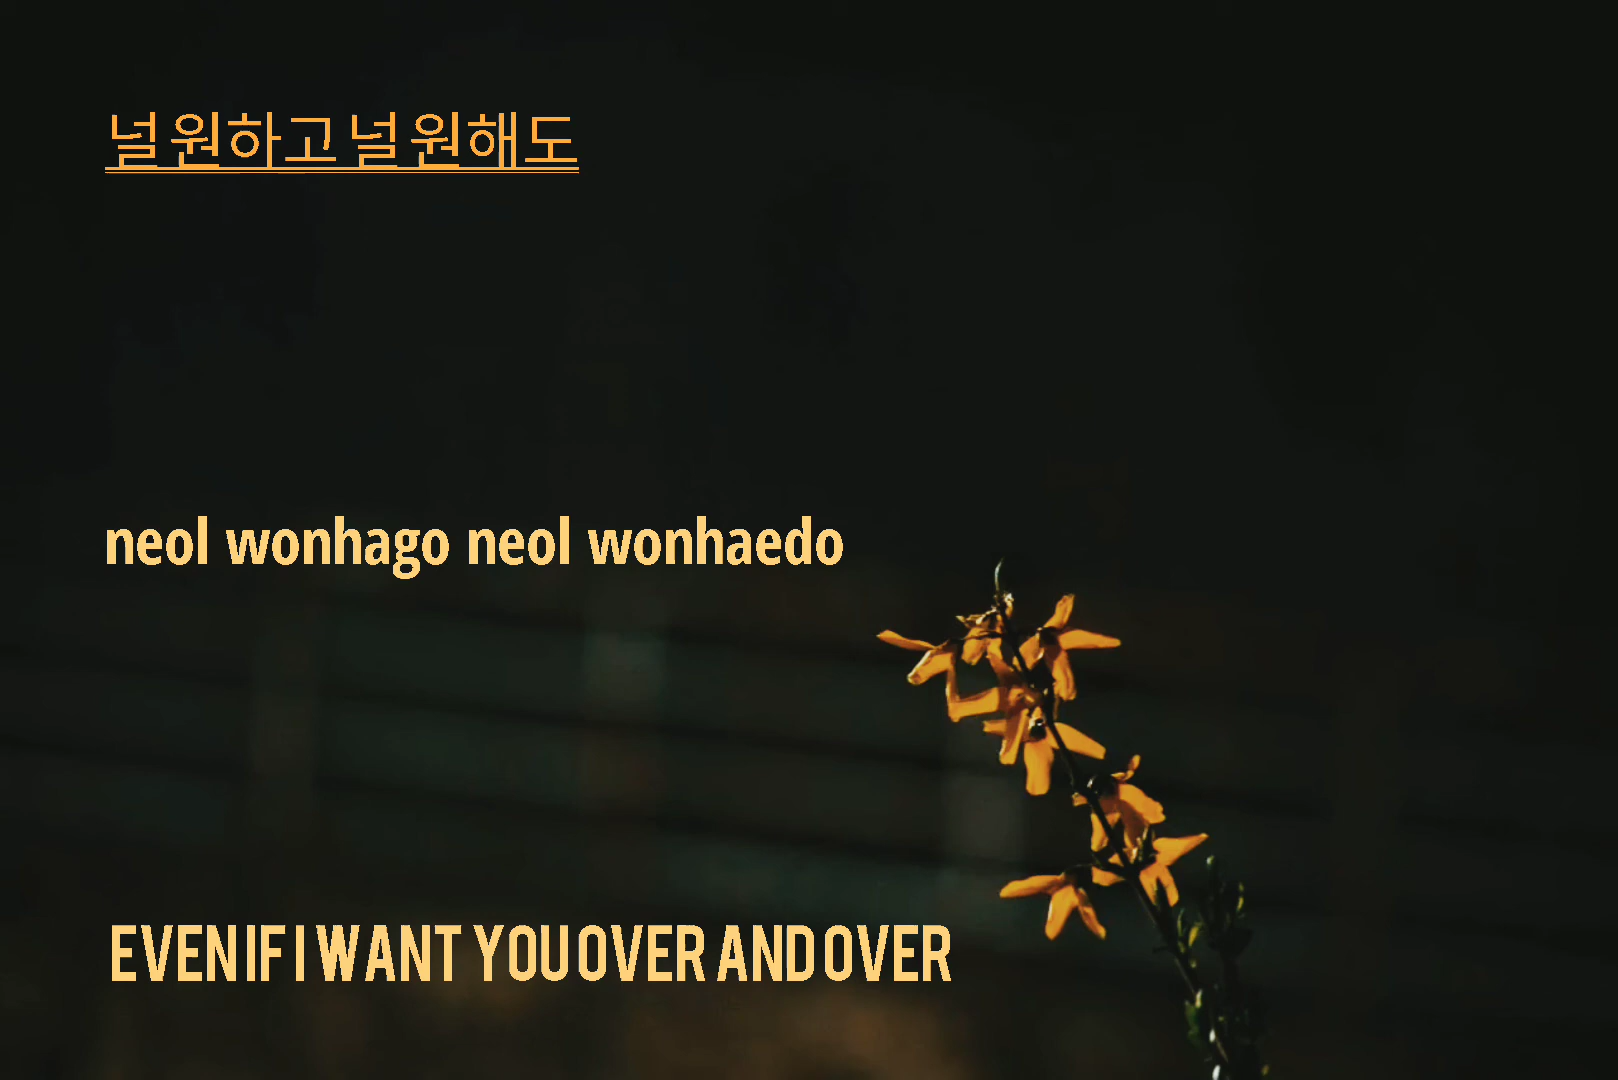 널 원하고 널 원해도
neol wonhago neol wonhaedo
EVEN IF I WANT YOU OVER AND OVER